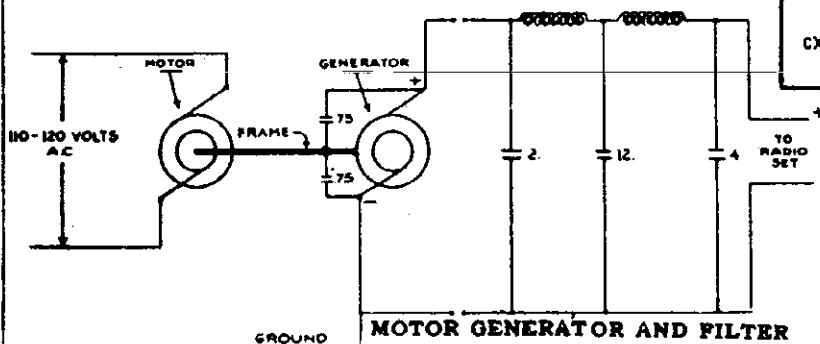 MOTOR
GENERATOR
+
110-120 VOLTS
A C
FRAME
.75
.75
-
2.
12.
4
+
TO
RADIO
SET
GROUND
MOTOR GENERATOR AND FILTER